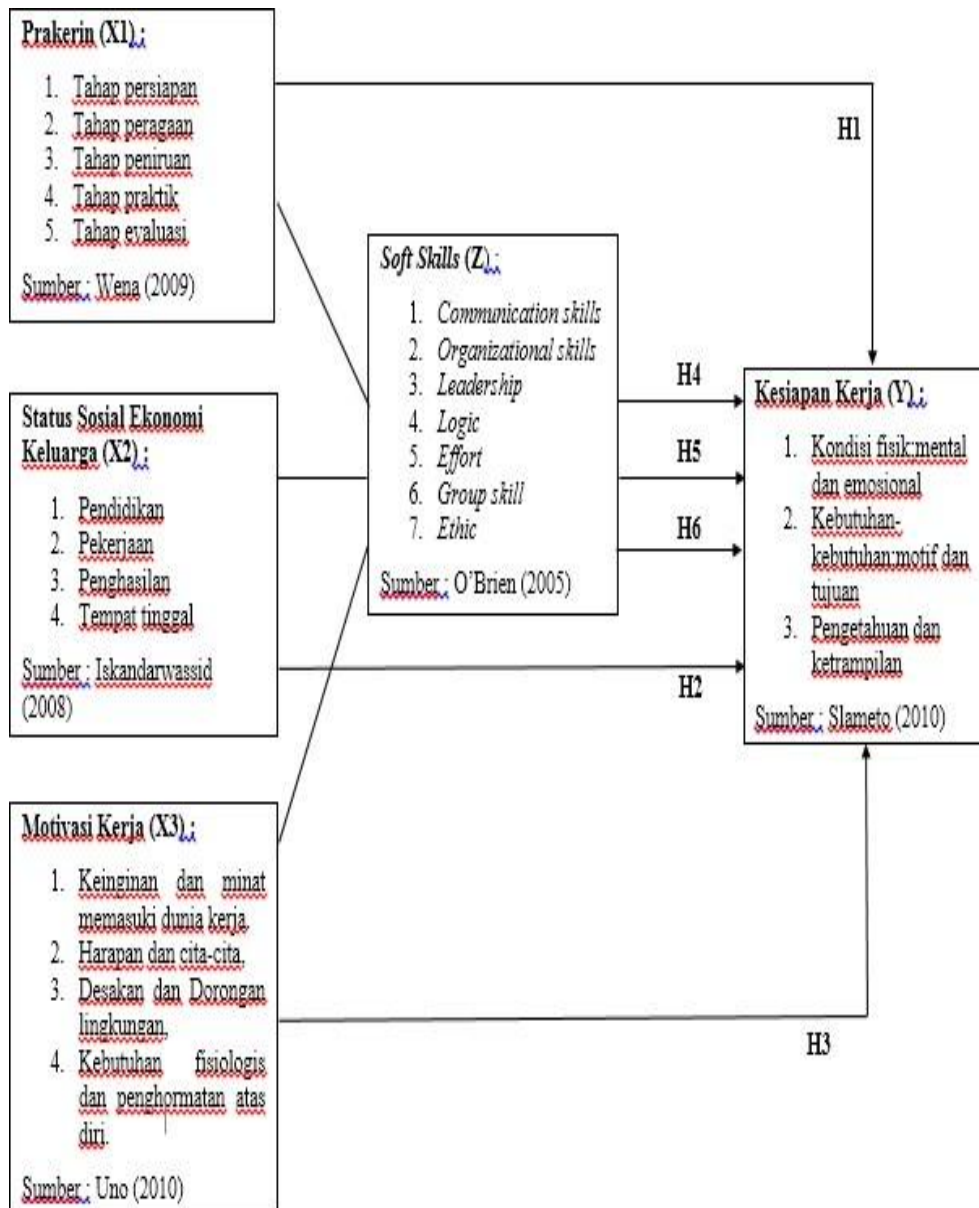 Prakerin (X1) :
1. Tahap persiapan
2. Tahap peragaan
3. Tahap peniruan
4. Tahap praktik
5. Tahap evaluasi
Sumber : Wena (2009)
Status Sosial Ekonomi
Keluarga (X2) :
1. Pendidikan
2. Pekerjaan
3. Penghasilan
4. Tempat tinggal
Sumber : Iskandarwassid
(2008)
Motivasi Kerja (X3) :
1. Keinginan dan minat
memasuki dunia kerja,
2. Harapan dan cita-cita,
3. Desakan dan Dorongan
lingkungan,
4. Kebutuhan fisiologis
dan penghormatan atas
diri.
Sumber : Uno (2010)
Soft Skills (Z) :
1. Communication skills
2. Organizational skills
3. Leadership
4. Logic
5. Effort
6. Group skill
7. Ethic
Sumber : O’Brien (2005)
H1
H4
H5
H6
H2
H3
Kesiapan Kerja (Y) :
1. Kondisi fisik;mental
dan emosional
2. Kebutuhan-
kebutuhan;motif dan
tujuan
3. Pengetahuan dan
ketrampilan
Sumber : Slameto (2010)